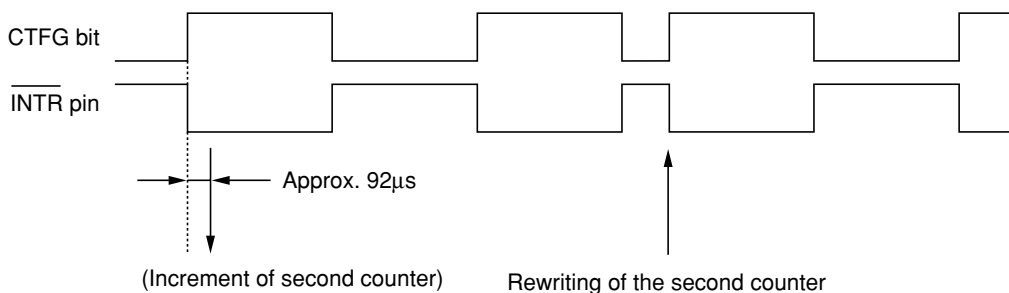 CTFG bit
INTR pin
Approx. 92μs
(Increment of second counter)
Rewriting of the second counter